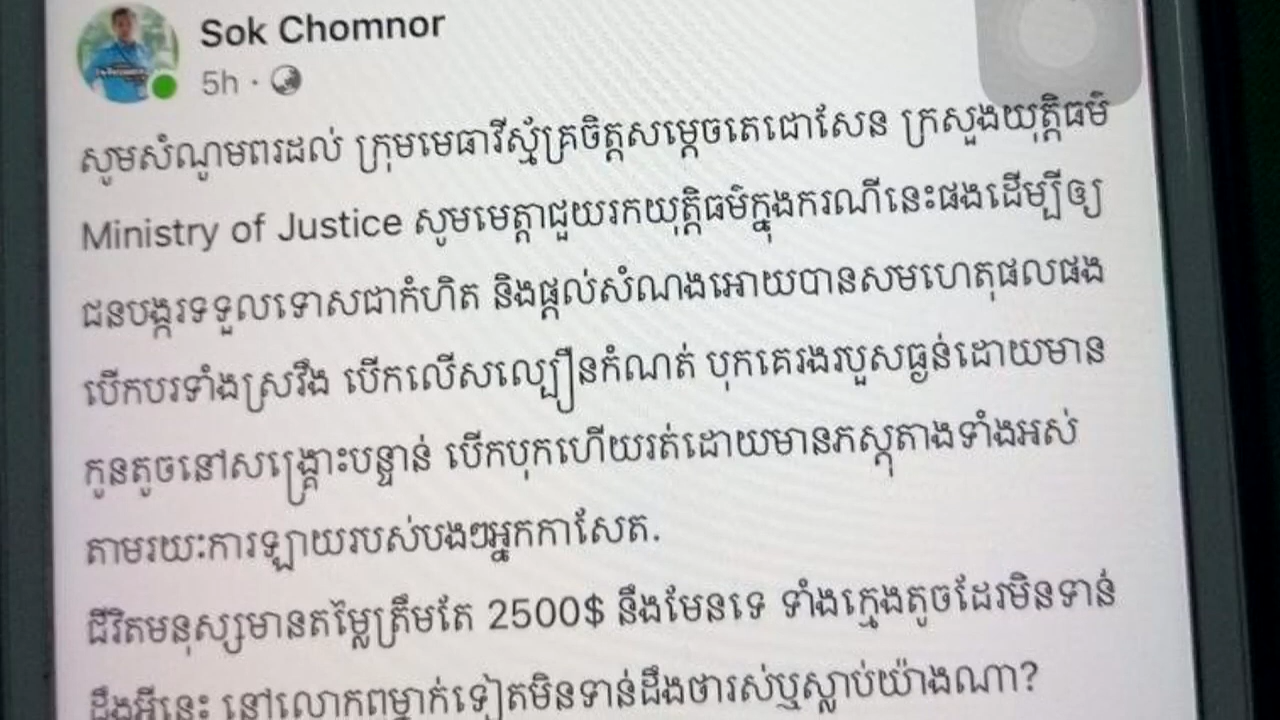 Sok Chomnor
5h ·
សូមសំណូមពរដល់ ក្រុមមេធាវីស្ម័គ្រចិត្តសម្តេចតេជោសែន ក្រសួងយុត្តិធម៌
Ministry of Justice សូមមេត្តាជួយរកយុត្តិធម៌ក្នុងករណីនេះផងដើម្បីឲ្យ
ជនបង្ករទទួលទោសជាកំហិត និងផ្តល់សំណងអោយបានសមហេតុផលផង
បើកបរទាំងស្រវឹង បើកលើសល្បឿនកំណត់ បុកគេរងរបួសធ្ងន់ដោយមាន
កូនតូចនៅសង្គ្រោះបន្ទាន់ បើកបុកហើយរត់ដោយមានភស្តុតាងទាំងអស់
តាមរយះការឡាយរបស់បងៗអ្នកកាសែត.
ជីវិតមនុស្សមានតម្លៃត្រឹមតែ 2500$ នឹងមែនទេ ទាំងក្មេងតូចដែរមិនទាន់
ដឹងអីនេះ នៅលោកពម្នាក់ទៀតមិនទាន់ដឹងថារស់ឬស្លាប់យ៉ាងណា?